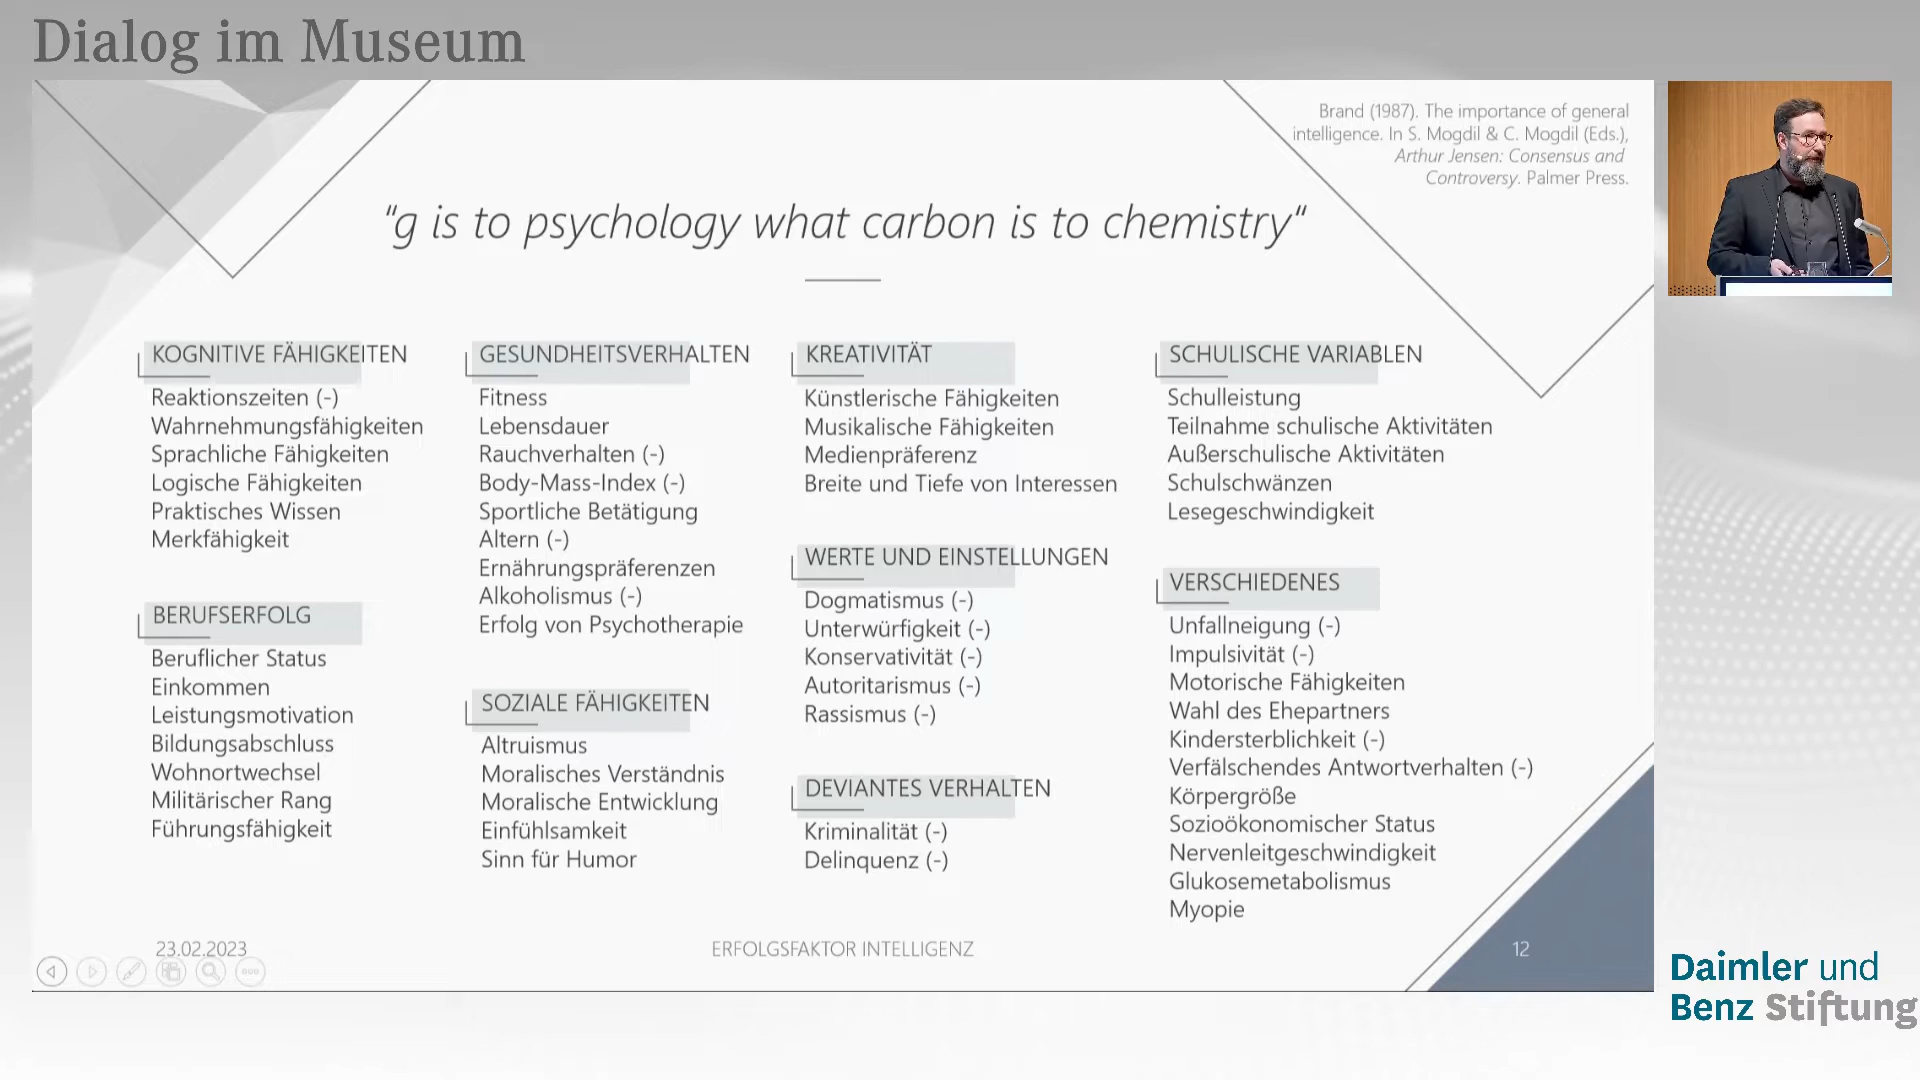 Dialog im Museum
Brand (1987). The importance of general
intelligence. In S. Mogdil & C. Mogdil (Eds.),
Arthur Jensen: Consensus and
Controversy. Palmer Press.
"g is to psychology what carbon is to chemistry"
KOGNITIVE FÄHIGKEITEN
Reaktionszeiten (-)
Wahrnehmungsfähigkeiten
Sprachliche Fähigkeiten
Logische Fähigkeiten
Praktisches Wissen
Merkfähigkeit
BERUFSERFOLG
Beruflicher Status
Einkommen
Leistungsmotivation
Bildungsabschluss
Wohnortwechsel
Militärischer Rang
Führungsfähigkeit
GESUNDHEITSVERHALTEN
Fitness
Lebensdauer
Rauchverhalten (-)
Body-Mass-Index (-)
Sportliche Betätigung
Altern (-)
Ernährungspräferenzen
Alkoholismus (-)
Erfolg von Psychotherapie
SOZIALE FÄHIGKEITEN
Altruismus
Moralisches Verständnis
Moralische Entwicklung
Einfühlsamkeit
Sinn für Humor
KREATIVITÄT
Künstlerische Fähigkeiten
Musikalische Fähigkeiten
Medienpräferenz
Breite und Tiefe von Interessen
WERTE UND EINSTELLUNGEN
Dogmatismus (-)
Unterwürfigkeit (-)
Konservativität (-)
Autoritarismus (-)
Rassismus (-)
DEVIANTES VERHALTEN
Kriminalität (-)
Delinquenz (-)
SCHULISCHE VARIABLEN
Schulleistung
Teilnahme schulische Aktivitäten
Außerschulische Aktivitäten
Schulschwänzen
Lesegeschwindigkeit
VERSCHIEDENES
Unfallneigung (-)
Impulsivität (-)
Motorische Fähigkeiten
Wahl des Ehepartners
Kindersterblichkeit (-)
Verfälschendes Antwortverhalten (-)
Körpergröße
Sozioökonomischer Status
Nervenleitgeschwindigkeit
Glukosemetabolismus
Myopie
23.02.2023
ERFOLGSFAKTOR INTELLIGENZ
12
Daimler und
Benz Stiftung